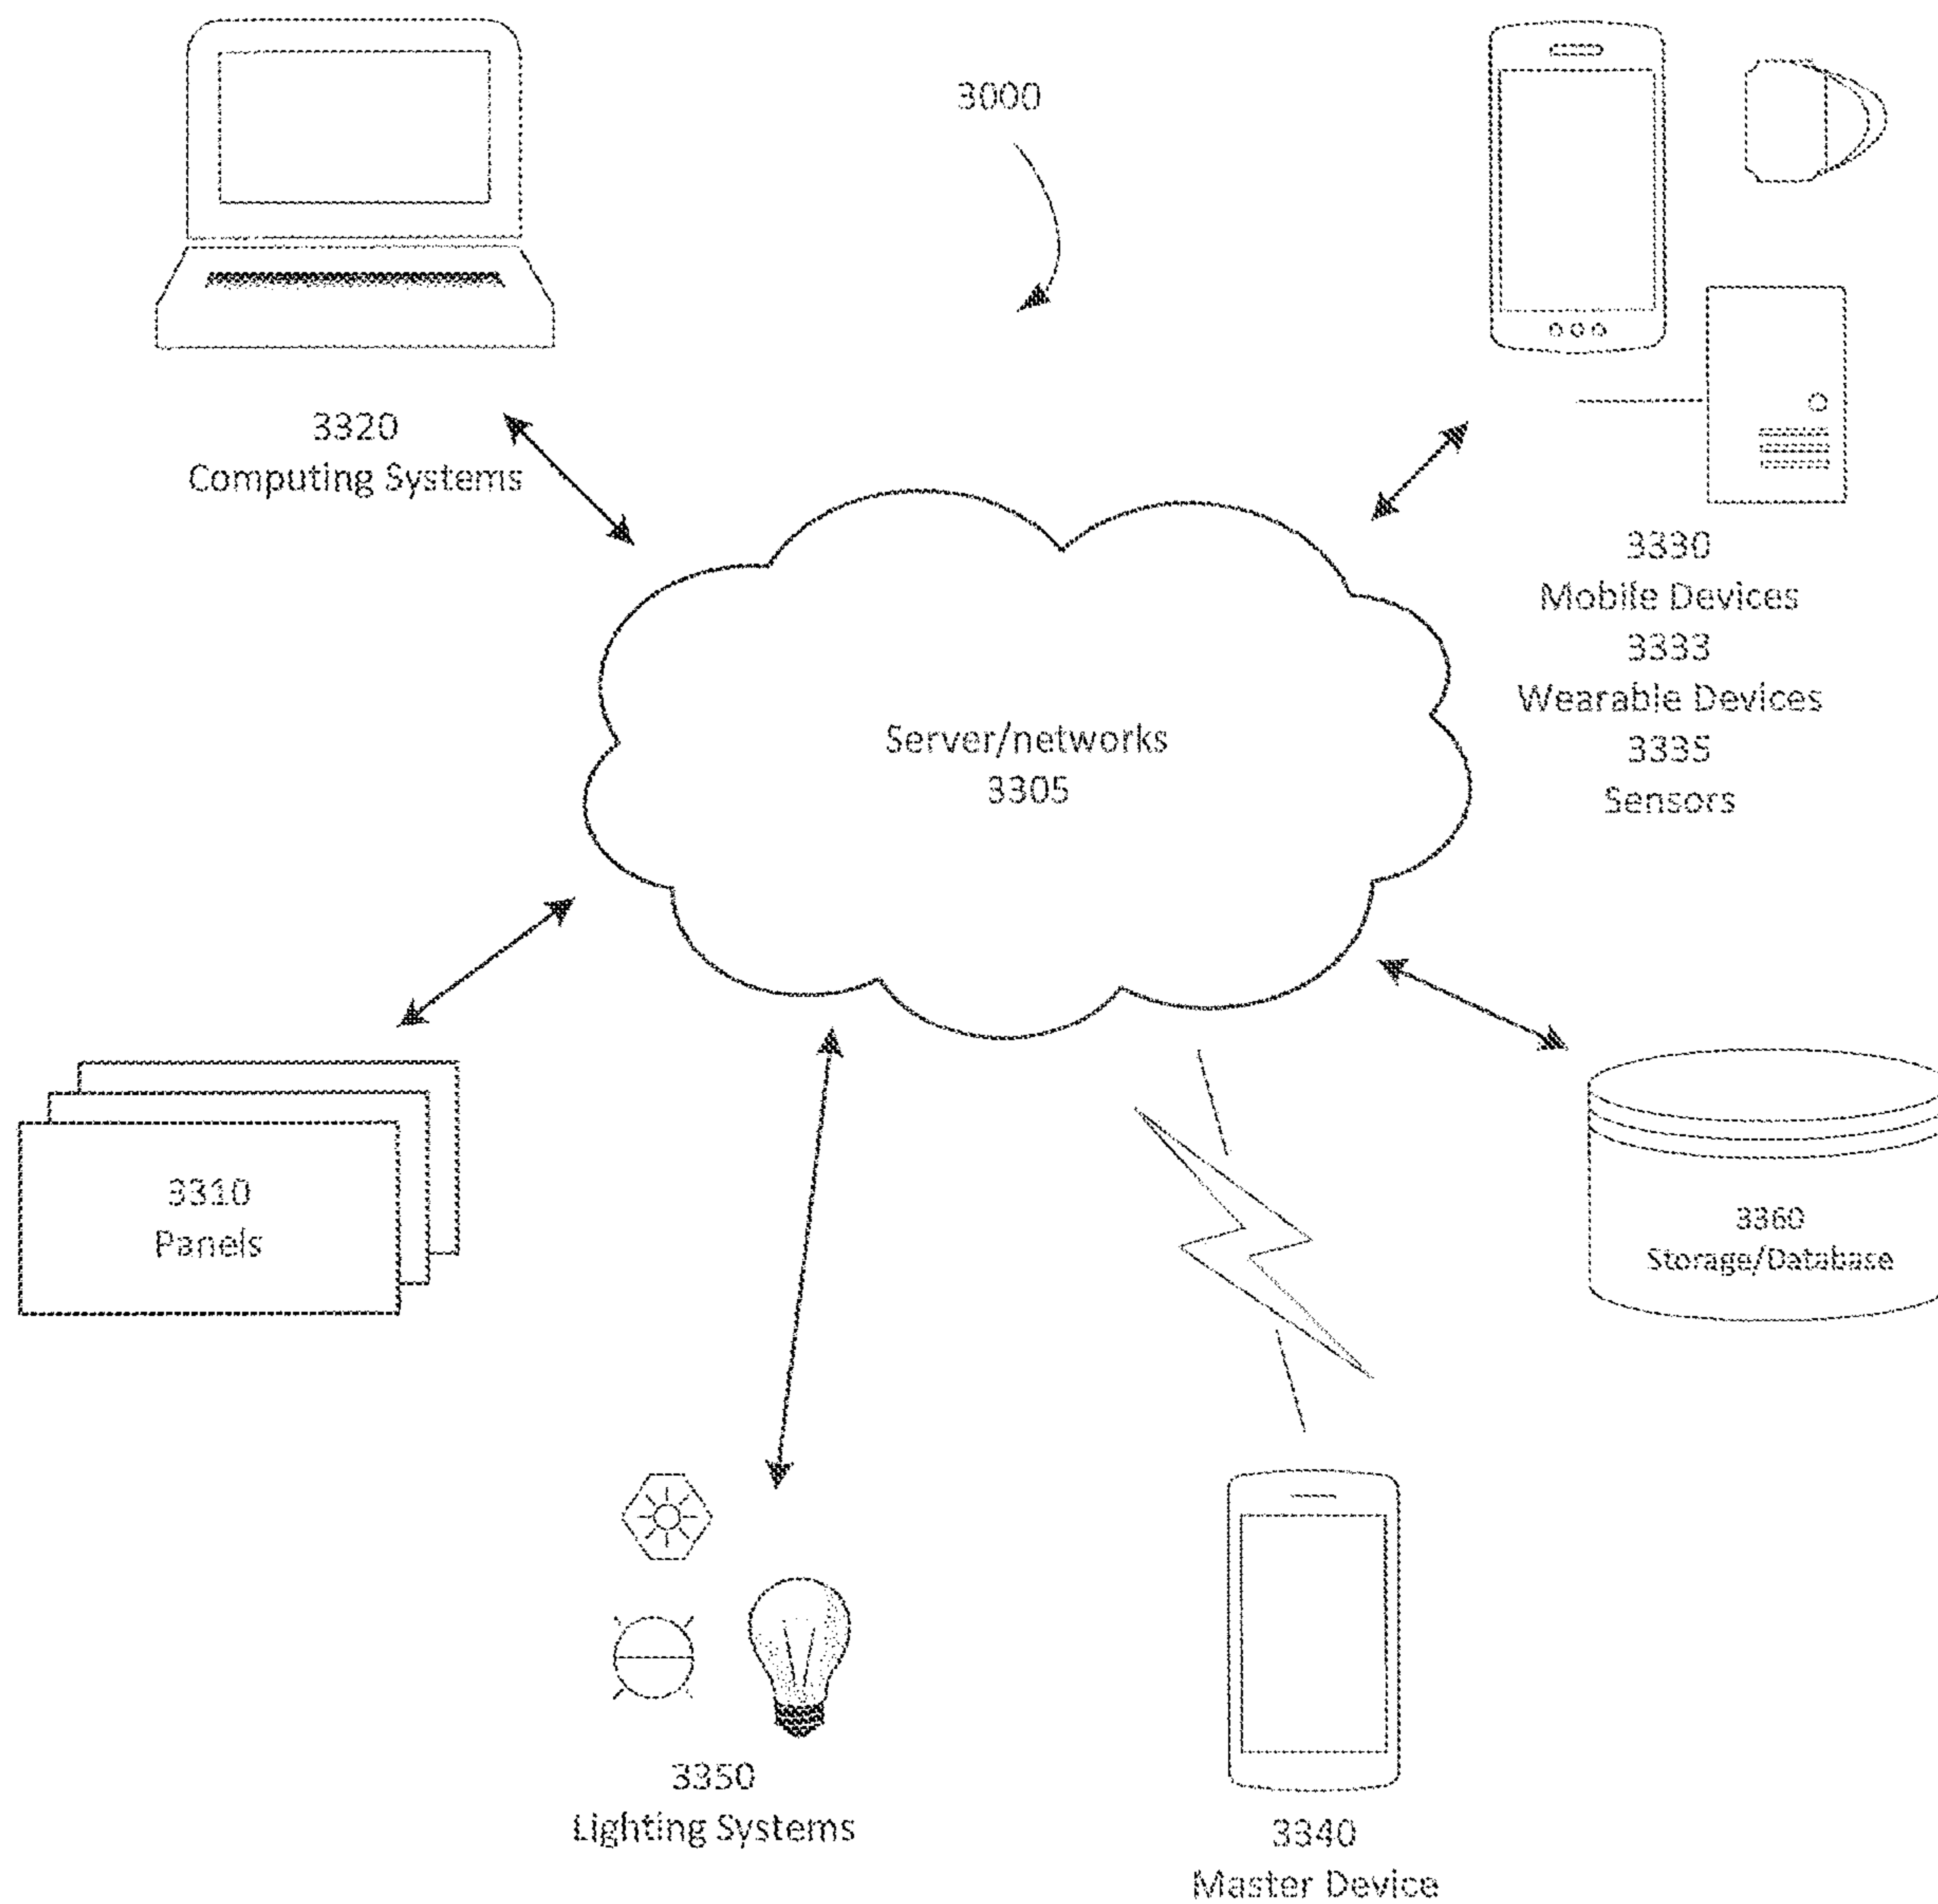 3000
3320
Computing Systems
3330
Mobile Devices
3333
Wearable Devices
3335
Sensors
Server/networks
3305
3310
Panels
3360
Storage/Database
3350
Lighting Systems
3340
Master Device